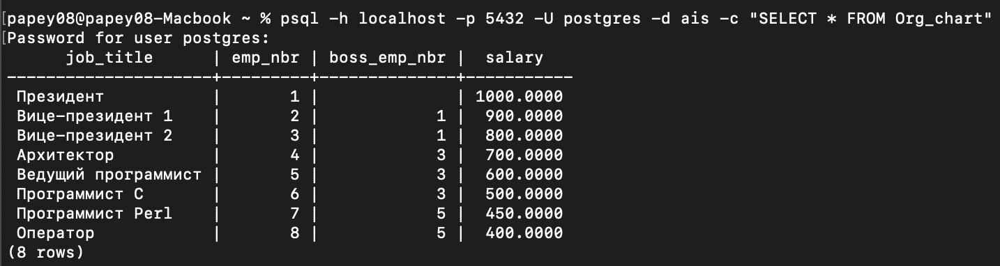 [papey08@papey08-Macbook ~ % psql -h localhost -p 5432 -U postgres -d ais -c "SELECT * FROM Org_chart"
[Password for user postgres:
      job_title      | emp_nbr | boss_emp_nbr |  salary
---------------------+---------+--------------+-----------
 Президент           |       1 |              | 1000.0000
 Вице-президент 1    |       2 |            1 |  900.0000
 Вице-президент 2    |       3 |            1 |  800.0000
 Архитектор          |       4 |            3 |  700.0000
 Ведущий программист |       5 |            3 |  600.0000
 Программист С       |       6 |            3 |  500.0000
 Программист Perl    |       7 |            5 |  450.0000
 Оператор            |       8 |            5 |  400.0000
(8 rows)